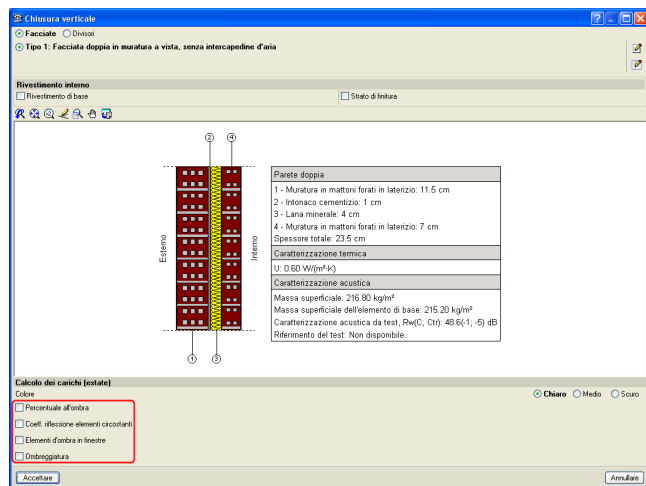 Chiusura verticale
Facciate Divisori
Tipo 1: Facciata doppia in muratura a vista, senza intercapedine d'aria
Rivestimento interno
Rivestimento di base Strato di finitura
2 4
Esterno
Interno
1 3
Parete doppia
1 - Muratura in mattoni forati in laterizio: 11.5 cm
2 - Intonaco cementizio: 1 cm
3 - Lana minerale: 4 cm
4 - Muratura in mattoni forati in laterizio: 7 cm
Spessore totale: 23.5 cm
Caratterizzazione termica
U: 0.60 W/(m²·K)
Caratterizzazione acustica
Massa superficiale: 216.80 kg/m²
Massa superficiale dell'elemento di base: 215.20 kg/m²
Caratterizzazione acustica da test, Rw(C; Ctr): 48.6(-1; -5) dB
Riferimento del test: Non disponibile.
Calcolo dei carichi (estate)
Colore Chiaro Medio Scuro
Percentuale all'ombra
Coeff. riflessione elementi circostanti
Elementi d'ombra in finestre
Ombreggiatura
Accettare Annullare